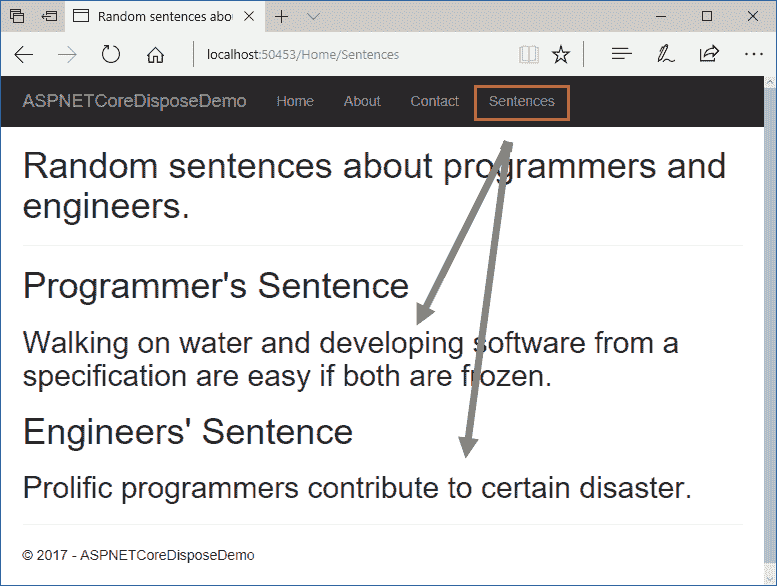 Random sentences abou
localhost:50453/Home/Sentences
ASPNETCoreDisposeDemo Home About Contact Sentences
Random sentences about programmers and
engineers.
Programmer's Sentence
Walking on water and developing software from a
specification are easy if both are frozen.
Engineers' Sentence
Prolific programmers contribute to certain disaster.
© 2017 - ASPNETCoreDisposeDemo